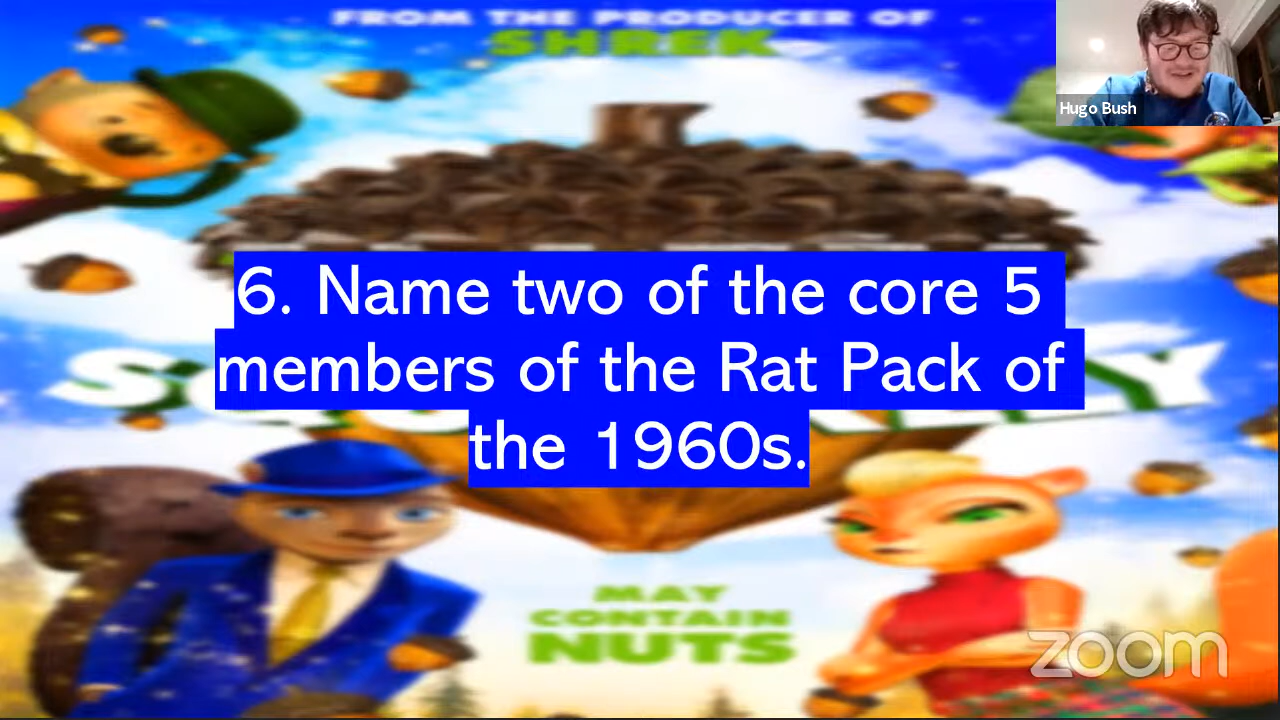 FROM THE PRODUCER OF
SHREK
Hugo Bush
6. Name two of the core 5
members of the Rat Pack of
the 1960s.
MAY
CONTAIN
NUTS
zoom